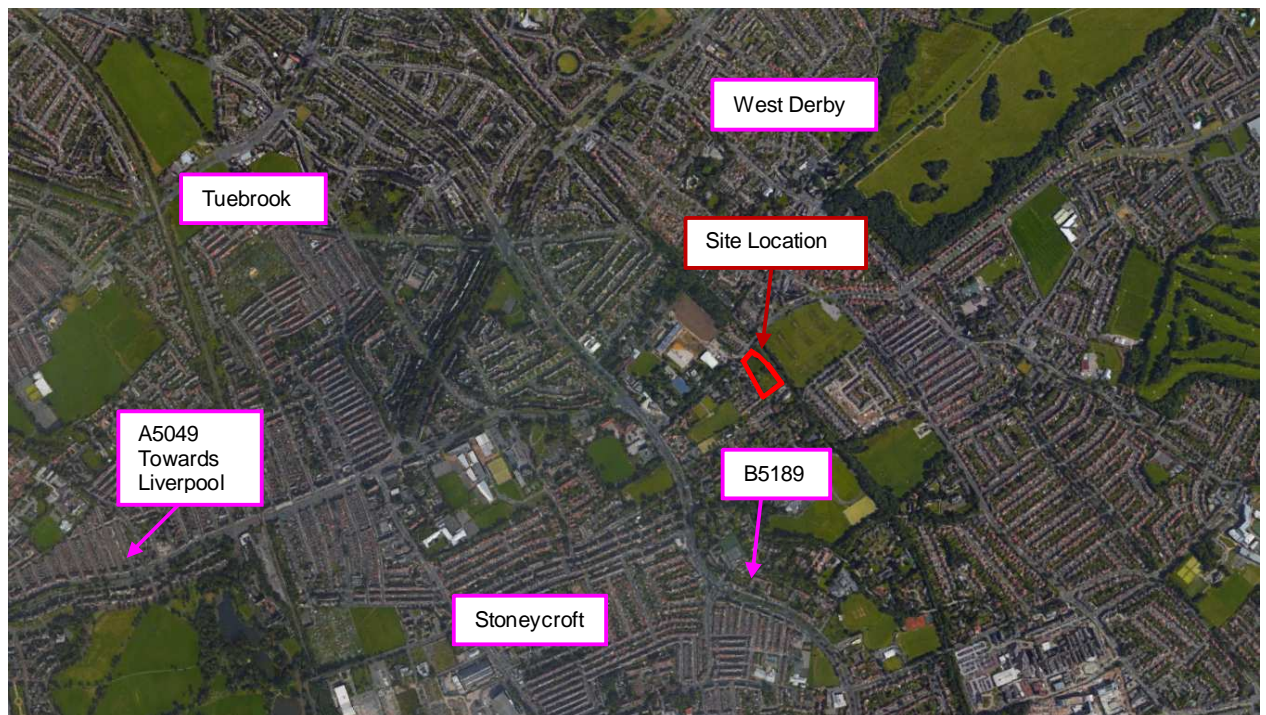 West Derby
Tuebrook
Site Location
A5049
Towards
Liverpool
B5189
Stoneycroft